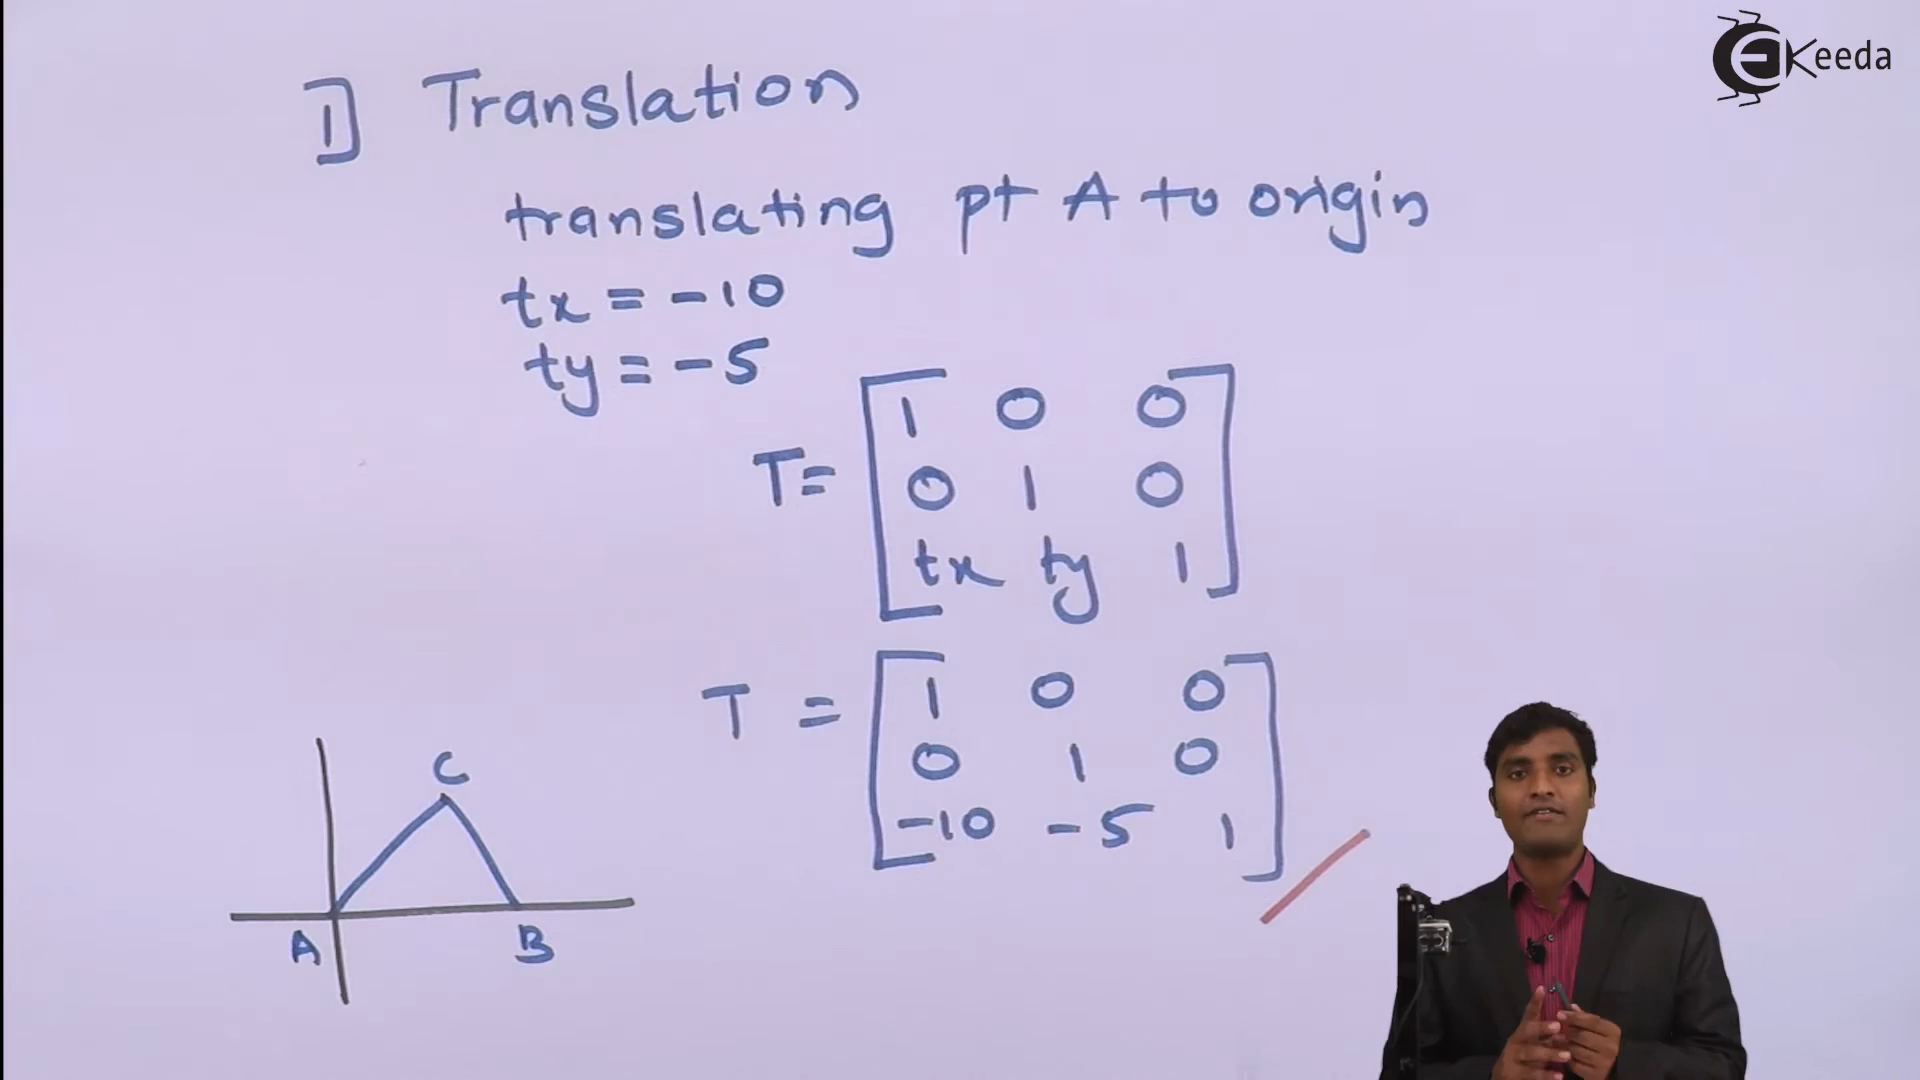 Ekeeda
1] Translation
translating pt A to origin
tx = -10
ty = -5
T= [1 0 0
0 1 0
tx ty 1]
T = [1 0 0
0 1 0
-10 -5 1]
C
A
B